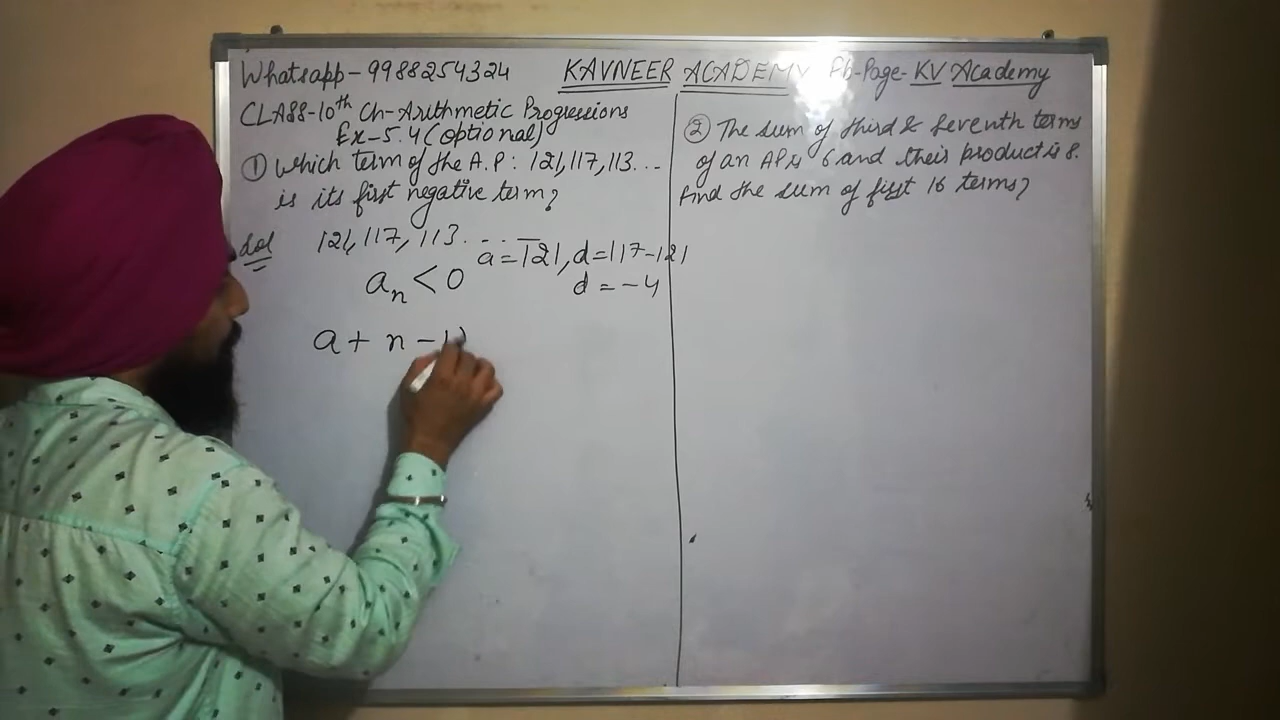 Whatsapp-9988254324 KAVNEER ACADEMY Fb-Page-KV Academy
CLASS-10th Ch-Arithmetic Progressions
Ex-5.4(optional)
① Which term of the A.P: 121,117,113...
is its first negative term?
Sol 121,117,113.....
a=121,d=117-121
an<0
d=-4
a+n-1)
② The sum of third & seventh terms
of an AP is 6 and their product is 8.
find the sum of first 16 terms?